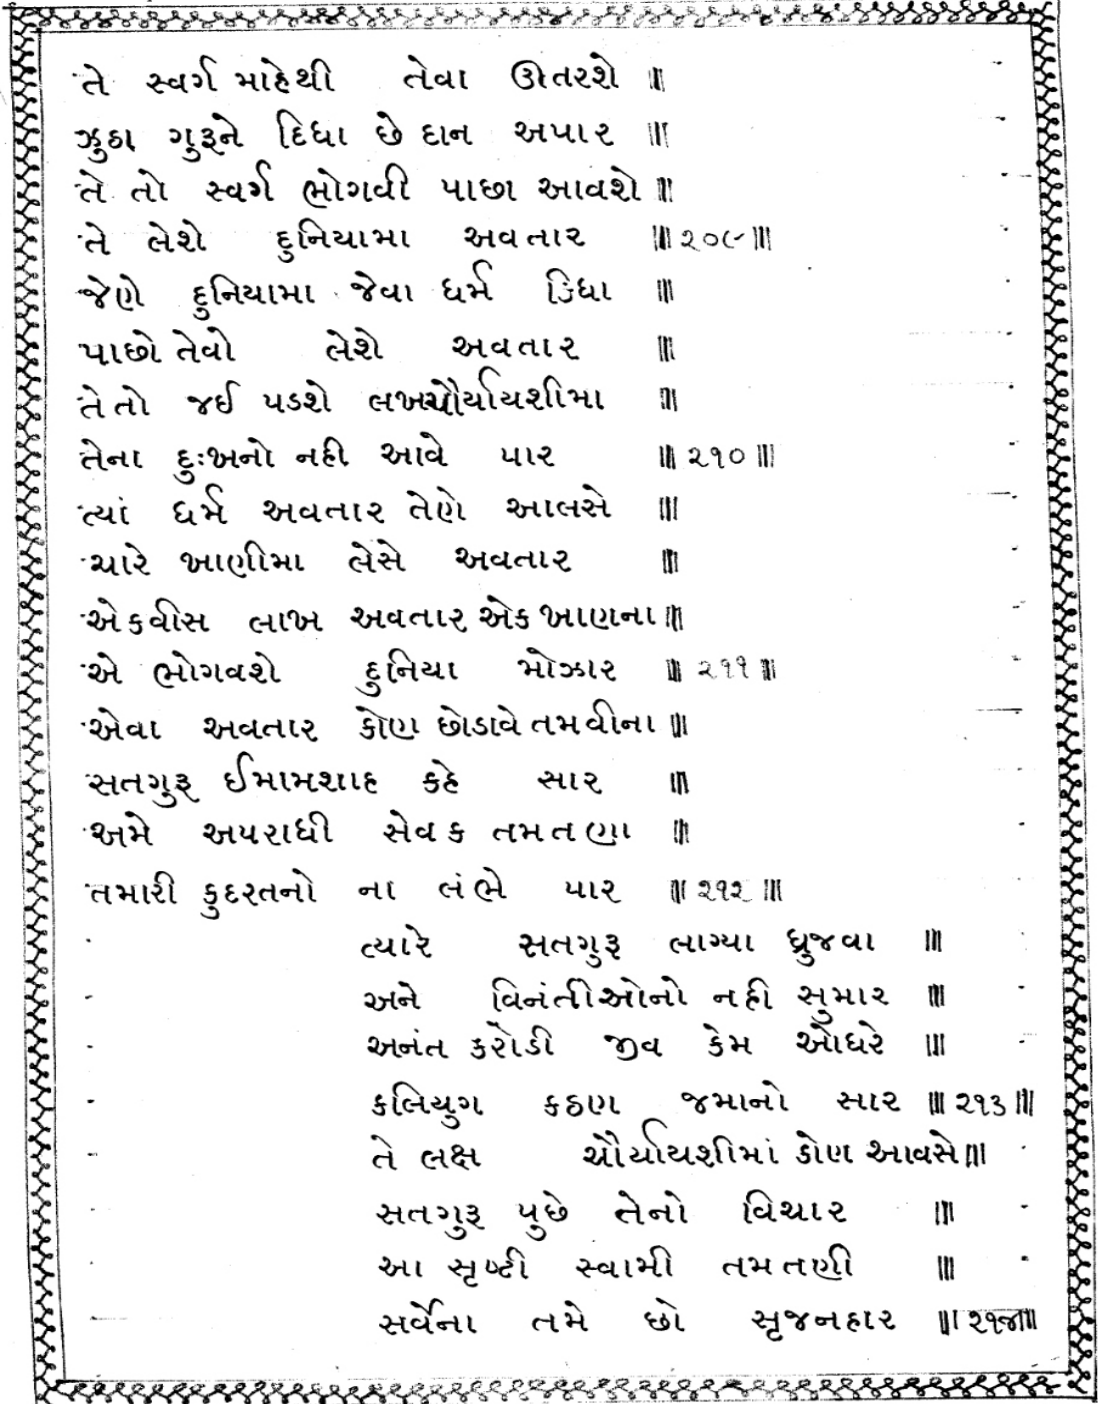 તે સ્વર્ગ માહેથી તેવા ઊતરશે ॥
ઝુઠા ગુરૂને દિધા છે દાન અપાર ॥
તે તો સ્વર્ગ ભોગવી પાછા આવશે ॥
તે લેશે દુનિયામા અવતાર ॥ ૨૦૯ ॥
જેણે દુનિયામા જેવા ધર્મ કિધા ॥
પાછો તેવો લેશે અવતાર ॥
તેતો જઈ પડશે લખચૌર્યાયશીમા ॥
તેના દુઃખનો નહી આવે પાર ॥ ૨૧૦ ॥
ત્યાં ધર્મ અવતાર તેણે આલસે ॥
ચારે ખાણીમા લેસે અવતાર ॥
એકવીસ લાખ અવતાર એક ખાણના ॥
એ ભોગવશે દુનિયા મોઝાર ॥ ૨૧૧ ॥
એવા અવતાર કોણ છોડાવે તમવીના ॥
સતગુરૂ ઈમામશાહ કહે સાર ॥
અમે અપરાધી સેવક તમતણા ॥
તમારી કુદરતનો ના લંભે પાર ॥ ૨૧૨ ॥
ત્યારે સતગુરૂ લાગ્યા ધ્રુજવા ॥
અને વિનંતીઓનો નહી સુમાર ॥
અનંત કરોડી જીવ કેમ ઓધરે ॥
કલિયુગ કઠણ જમાનો સાર ॥ ૨૧૩ ॥
તે લક્ષ ચૌર્યાયશીમાં કોણ આવસે ॥
સતગુરૂ પુછે તેનો વિચાર ॥
આ સૃષ્ટી સ્વામી તમતણી ॥
સર્વેના તમે છો સૃજનહાર ॥ ૨૧૪ ॥